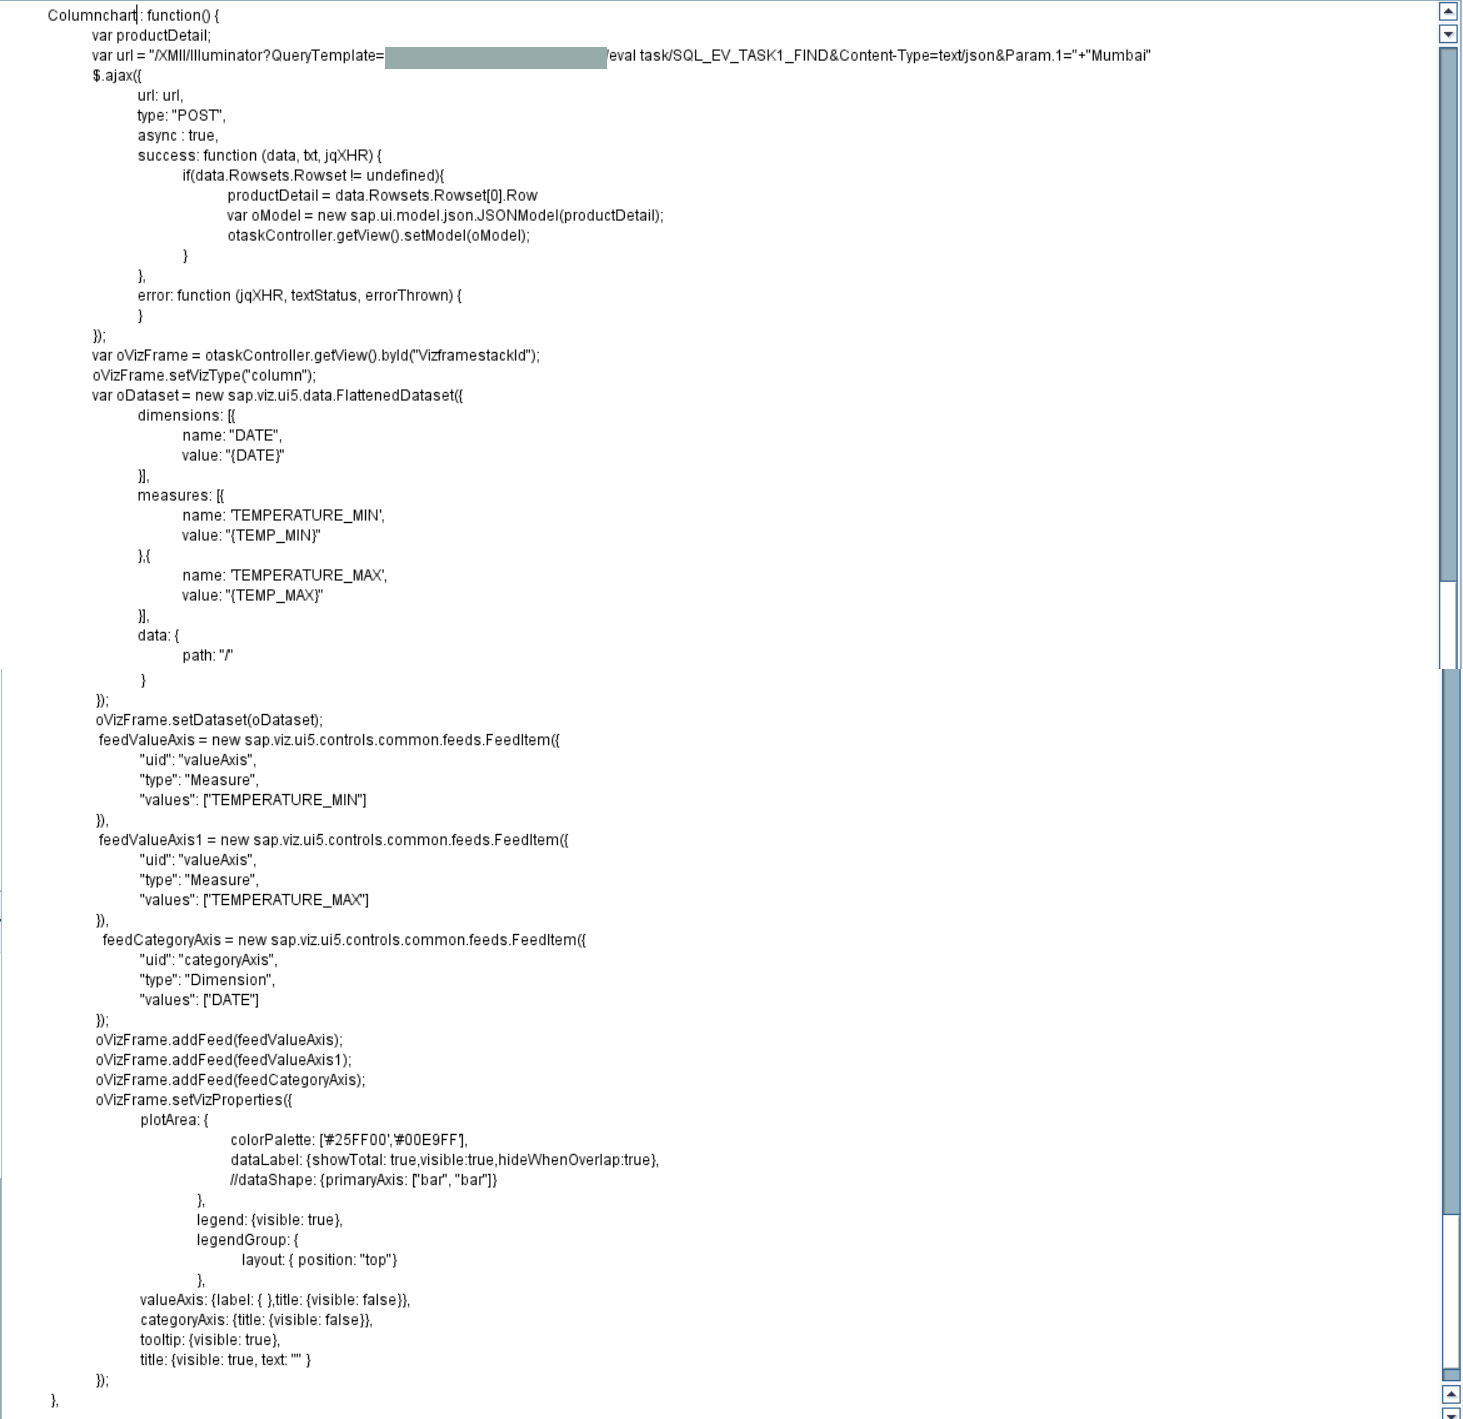 Columnchart : function() {
var productDetail;
var url = "/XMII/Illuminator?QueryTemplate= /eval task/SQL_EV_TASK1_FIND&Content-Type=text/json&Param.1="+"Mumbai"
$.ajax({
url: url,
type: "POST",
async : true,
success: function (data, txt, jqXHR) {
if(data.Rowsets.Rowset != undefined){
productDetail = data.Rowsets.Rowset[0].Row
var oModel = new sap.ui.model.json.JSONModel(productDetail);
otaskController.getView().setModel(oModel);
}
},
error: function (jqXHR, textStatus, errorThrown) {
}
});
var oVizFrame = otaskController.getView().byId("VizframestackId");
oVizFrame.setVizType("column");
var oDataset = new sap.viz.ui5.data.FlattenedDataset({
dimensions: [{
name: "DATE",
value: "{DATE}"
}],
measures: [{
name: 'TEMPERATURE_MIN',
value: "{TEMP_MIN}"
},{
name: 'TEMPERATURE_MAX',
value: "{TEMP_MAX}"
}],
data: {
path: "/"
}
});
oVizFrame.setDataset(oDataset);
feedValueAxis = new sap.viz.ui5.controls.common.feeds.FeedItem({
"uid": "valueAxis",
"type": "Measure",
"values": ["TEMPERATURE_MIN"]
}),
feedValueAxis1 = new sap.viz.ui5.controls.common.feeds.FeedItem({
"uid": "valueAxis",
"type": "Measure",
"values": ["TEMPERATURE_MAX"]
}),
feedCategoryAxis = new sap.viz.ui5.controls.common.feeds.FeedItem({
"uid": "categoryAxis",
"type": "Dimension",
"values": ["DATE"]
});
oVizFrame.addFeed(feedValueAxis);
oVizFrame.addFeed(feedValueAxis1);
oVizFrame.addFeed(feedCategoryAxis);
oVizFrame.setVizProperties({
plotArea: {
colorPalette: ['#25FF00','#00E9FF'],
dataLabel: {showTotal: true,visible:true,hideWhenOverlap:true},
//dataShape: {primaryAxis: ["bar", "bar"]}
},
legend: {visible: true},
legendGroup: {
layout: { position: "top"}
},
valueAxis: {label: { },title: {visible: false}},
categoryAxis: {title: {visible: false}},
tooltip: {visible: true},
title: {visible: true, text: "" }
});
},